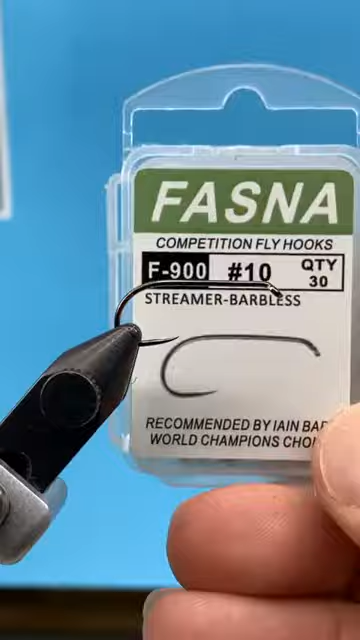 FASNA
COMPETITION FLY HOOKS
F-900 #10 QTY 30
STREAMER-BARBLESS
RECOMMENDED BY IAIN
WORLD CHAMPIONS